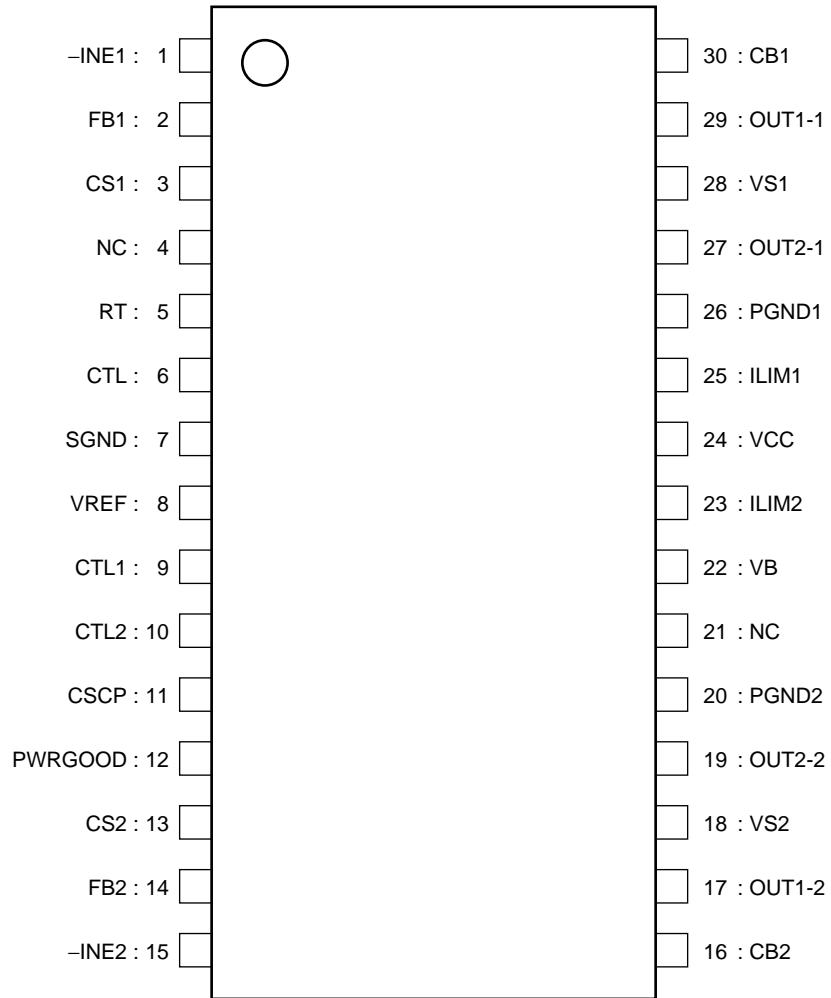 −INE1 : 1
FB1 : 2
CS1 : 3
NC : 4
RT : 5
CTL : 6
SGND : 7
VREF : 8
CTL1 : 9
CTL2 : 10
CSCP : 11
PWRGOOD : 12
CS2 : 13
FB2 : 14
−INE2 : 15
30 : CB1
29 : OUT1-1
28 : VS1
27 : OUT2-1
26 : PGND1
25 : ILIM1
24 : VCC
23 : ILIM2
22 : VB
21 : NC
20 : PGND2
19 : OUT2-2
18 : VS2
17 : OUT1-2
16 : CB2